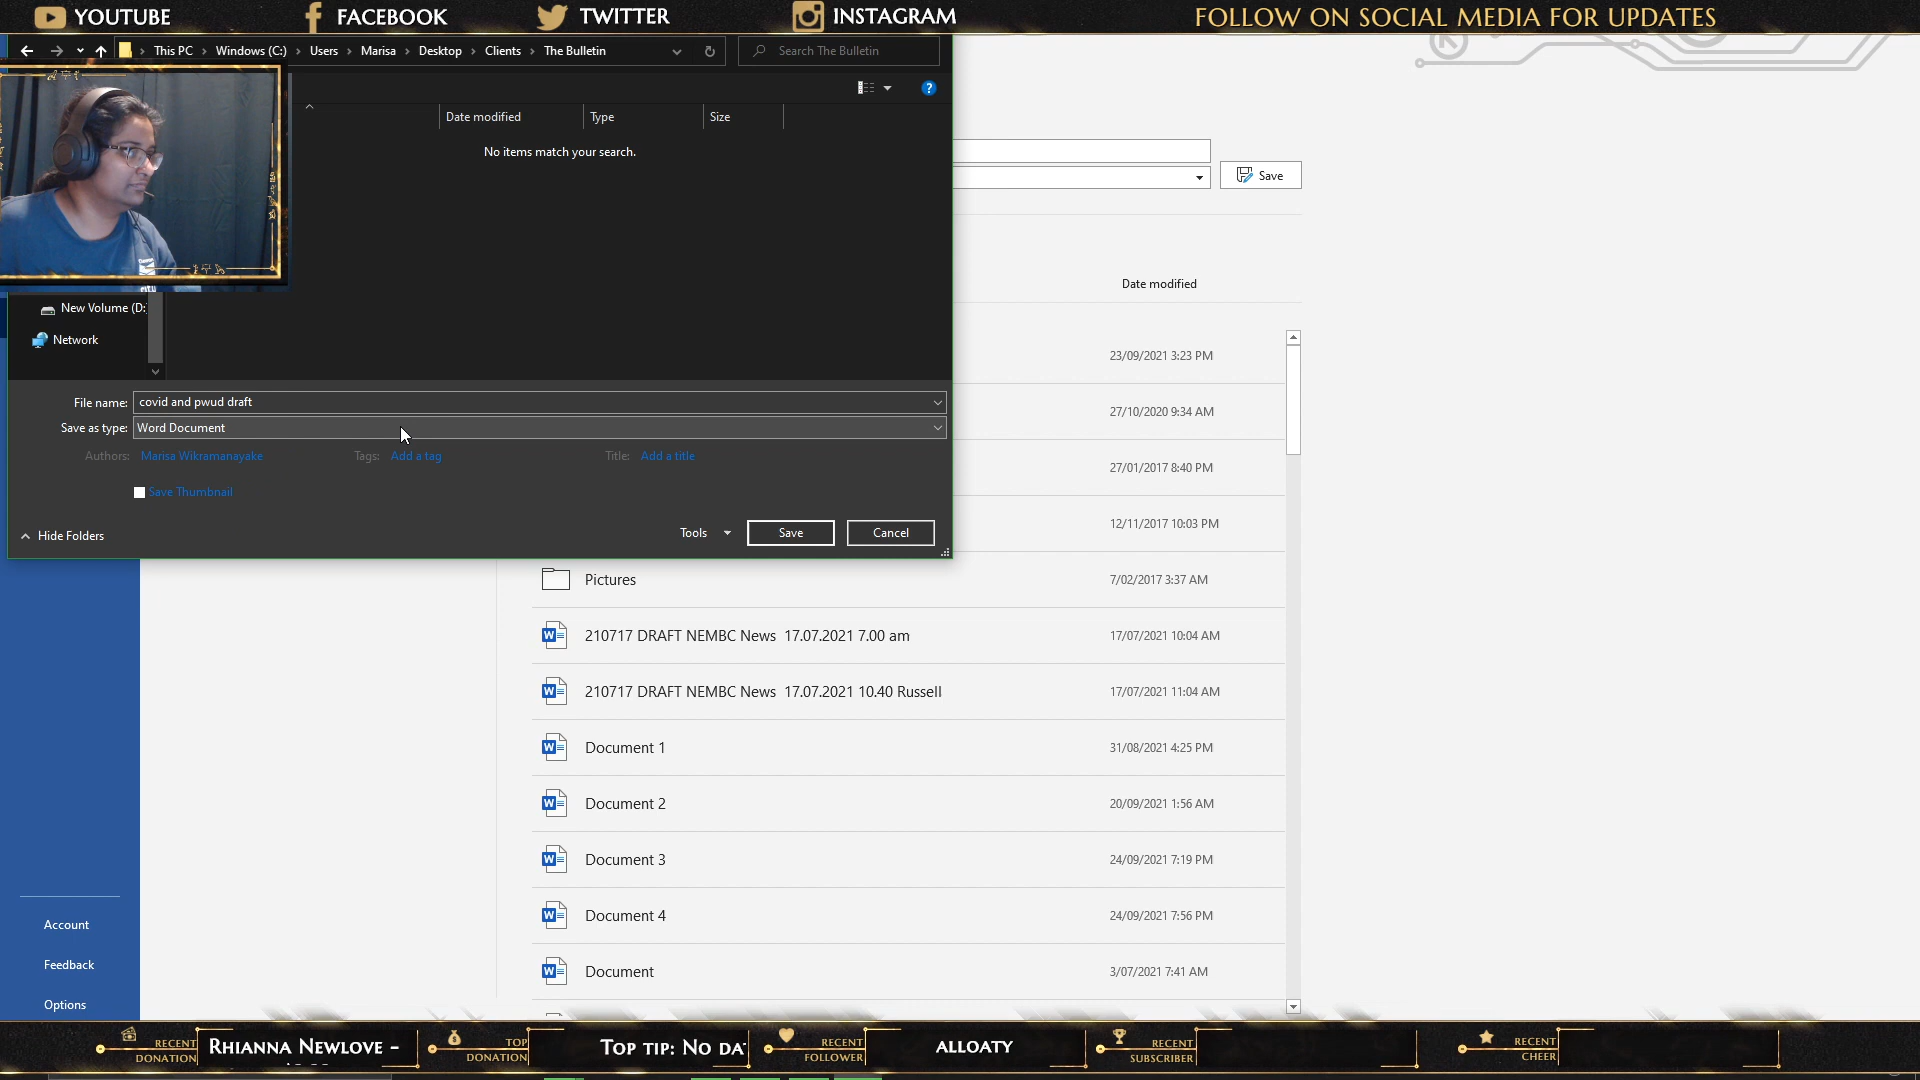 YOUTUBE FACEBOOK TWITTER INSTAGRAM FOLLOW ON SOCIAL MEDIA FOR UPDATES
This PC Windows (C:) Users Marisa Desktop Clients The Bulletin Search The Bulletin
Date modified Type Size
No items match your search.
Save
New Volume (D:
Network
File name: covid and pwud draft
Save as type: Word Document
Authors: Marisa Wikramanayake Tags: Add a tag Title: Add a title
Save Thumbnail
Hide Folders Tools Save Cancel
Date modified
23/09/2021 3:23 PM
27/10/2020 9:34 AM
27/01/2017 8:40 PM
12/11/2017 10:03 PM
Pictures 7/02/2017 3:37 AM
210717 DRAFT NEMBC News 17.07.2021 7.00 am 17/07/2021 10:04 AM
210717 DRAFT NEMBC News 17.07.2021 10.40 Russell 17/07/2021 11:04 AM
Document 1 31/08/2021 4:25 PM
Document 2 20/09/2021 1:56 AM
Document 3 24/09/2021 7:19 PM
Document 4 24/09/2021 7:56 PM
Document 3/07/2021 7:41 AM
Account
Feedback
Options
RECENT DONATION RHIANNA NEWLOVE -
TOP DONATION TOP TIP: NO DA
RECENT FOLLOWER ALLOATY
RECENT SUBSCRIBER
RECENT CHEER